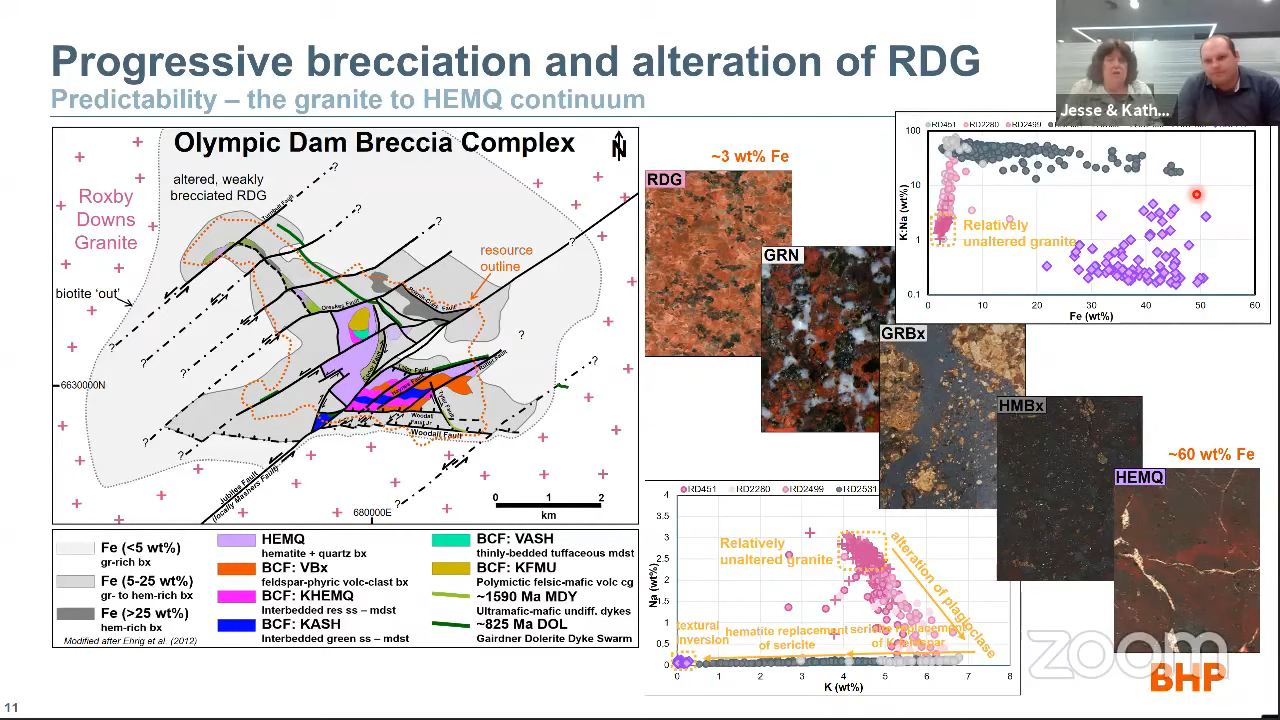 Progressive brecciation and alteration of RDG
Predictability – the granite to HEMQ continuum
Jesse & Kath...
Olympic Dam Breccia Complex
N
altered, weakly
brecciated RDG
Roxby
Downs
Granite
biotite ‘out’
resource
outline
?
?
?
?
?
?
?
?
?
?
?
?
6630000N
680000E
Woodall
Fault Jr
Woodall Fault
Jubilee Fault
(locally Mashers Fault)
0
1
2
km
Fe (<5 wt%)
gr-rich bx
Fe (5-25 wt%)
gr- to hem-rich bx
Fe (>25 wt%)
hem-rich bx
Modified after Ehrig et al. (2012)
HEMQ
hematite + quartz bx
BCF: VBx
feldspar-phyric volc-clast bx
BCF: KHEMQ
Interbedded res ss – mdst
BCF: KASH
Interbedded green ss – mdst
BCF: VASH
thinly-bedded tuffaceous mdst
BCF: KFMU
Polymictic felsic-mafic volc cg
~1590 Ma MDY
Ultramafic-mafic undiff. dykes
~825 Ma DOL
Gairdner Dolerite Dyke Swarm
~3 wt% Fe
RDG
GRN
GRBx
HMBx
~60 wt% Fe
HEMQ
RD451 RD2280 RD2499
100
10
1
0.1
K:Na (wt%)
Relatively
unaltered granite
0 10 20 30 40 50 60
Fe (wt%)
RD451 RD2280 RD2499 RD2531
4
3.5
3
2.5
2
1.5
1
0.5
0
Na (wt%)
Relatively
unaltered granite
alteration of plagioclase
textural
inversion
hematite replacement
of sericite
sericite replacement
of K-feldspar
0 1 2 3 4 5 6 7 8
K (wt%)
zoom
BHP
11